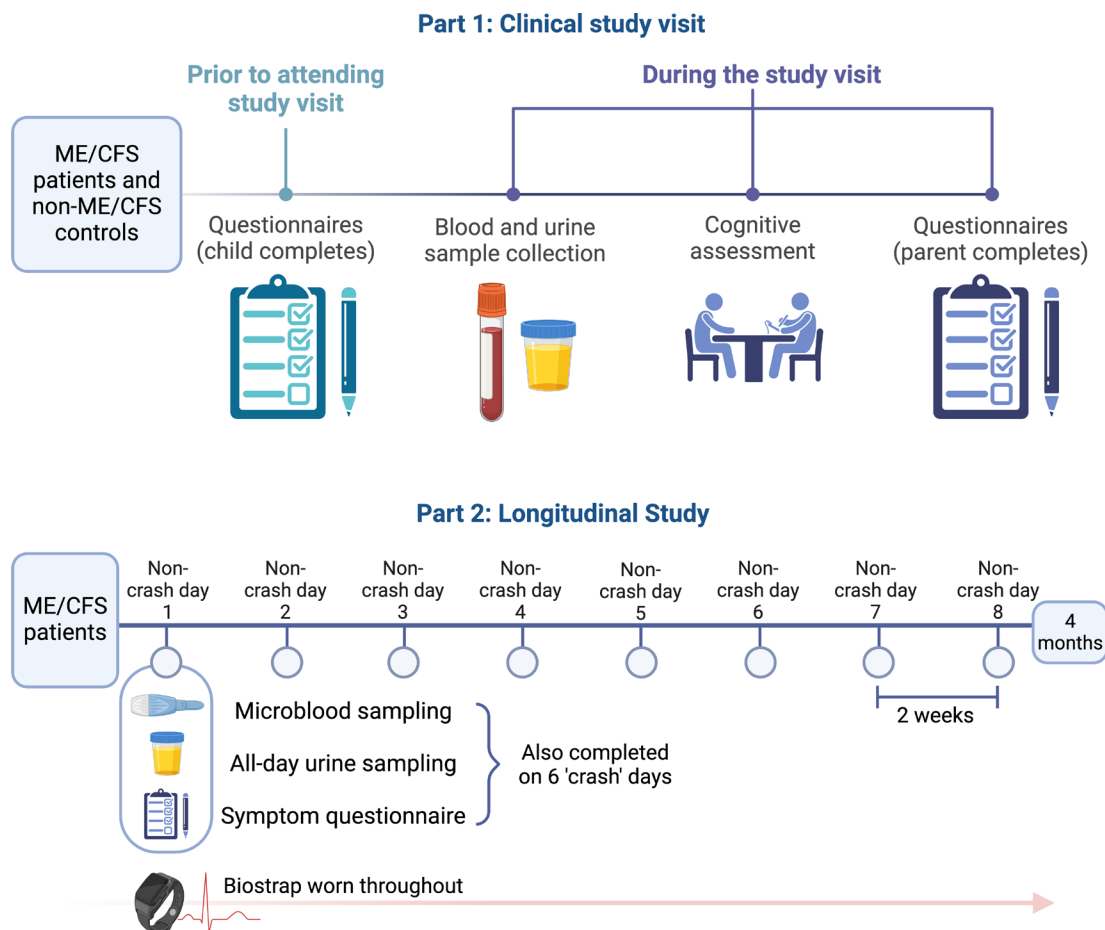 Part 1: Clinical study visit
Prior to attending
study visit
During the study visit
ME/CFS
patients and
non-ME/CFS
controls
Questionnaires
(child completes)
Blood and urine
sample collection
Cognitive
assessment
Questionnaires
(parent completes)
Part 2: Longitudinal Study
ME/CFS
patients
Non-
crash day
1
Non-
crash day
2
Non-
crash day
3
Non-
crash day
4
Non-
crash day
5
Non-
crash day
6
Non-
crash day
7
Non-
crash day
8
4
months
2 weeks
Microblood sampling
All-day urine sampling
Symptom questionnaire
Also completed
on 6 'crash' days
Biostrap worn throughout